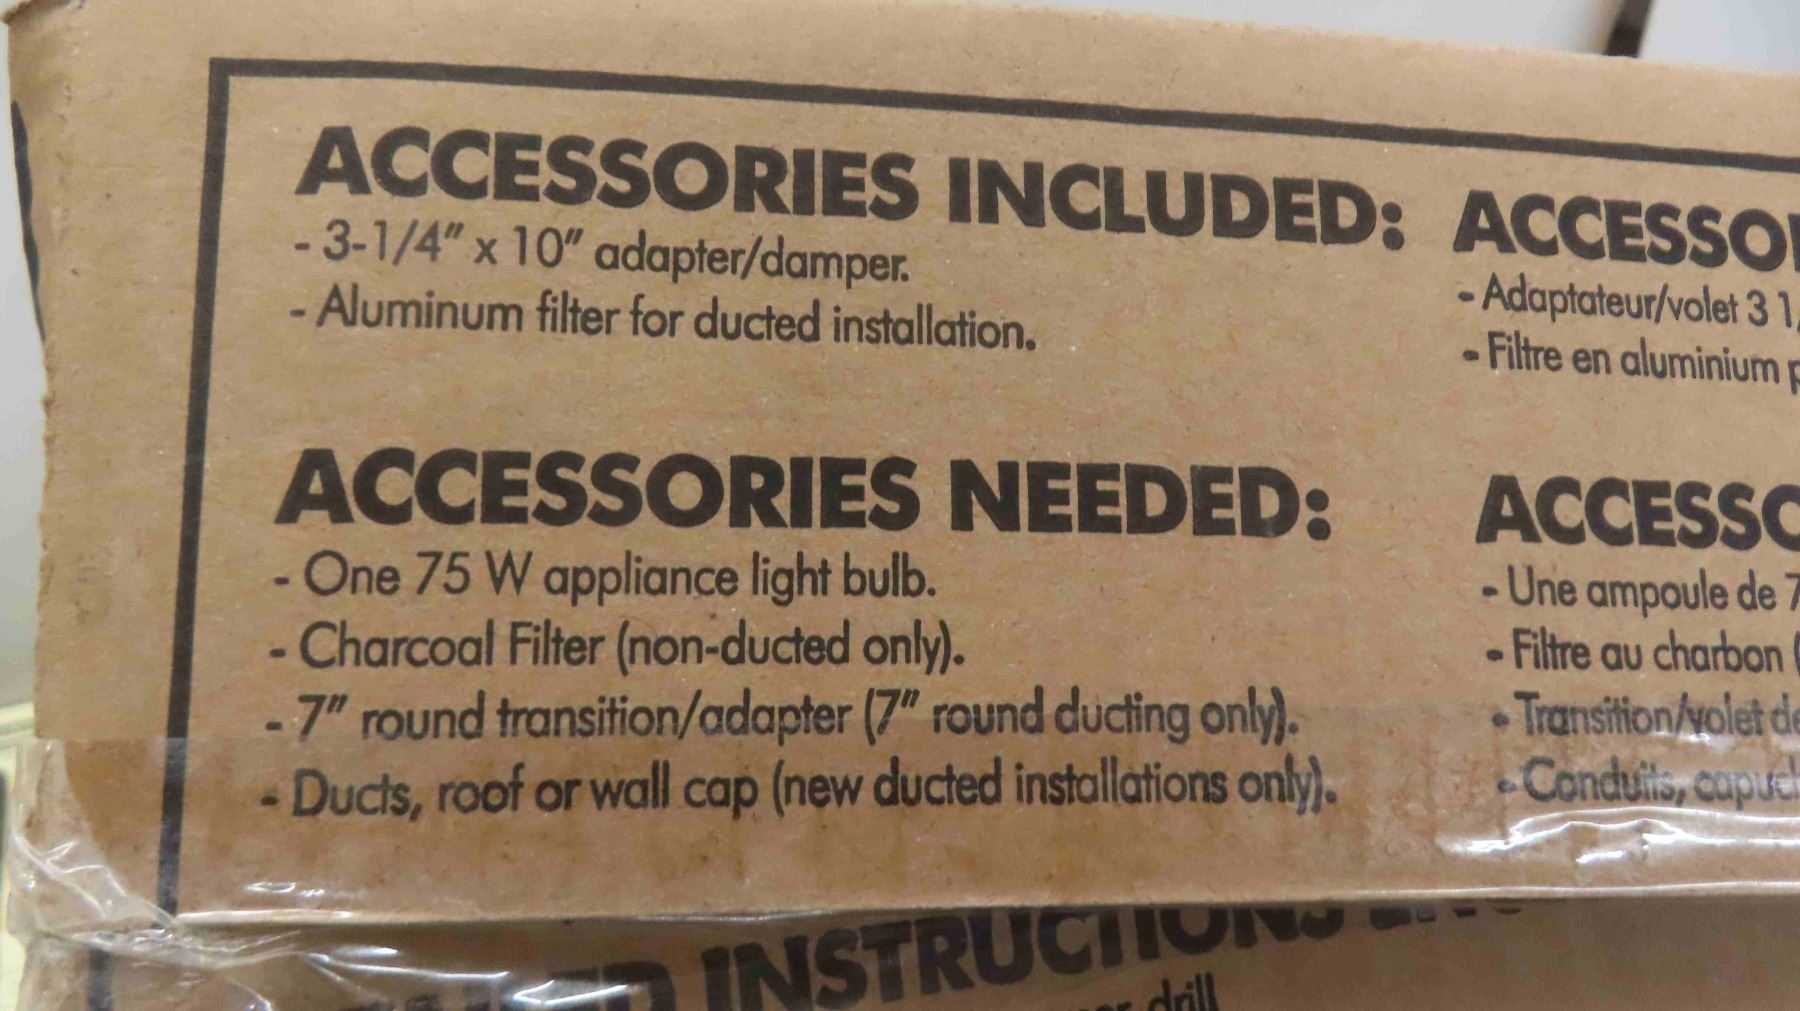 ACCESSORIES INCLUDED:
- 3-1/4" x 10" adapter/damper.
- Aluminum filter for ducted installation.
ACCESSORIES NEEDED:
- One 75 W appliance light bulb.
- Charcoal Filter (non-ducted only).
- 7" round transition/adapter (7" round ducting only).
- Ducts, roof or wall cap (new ducted installations only).
- Adaptateur/volet 3
- Filtre en aluminium
- Une ampoule de
- Filtre au charbon
- Transition/volet
- Conduits,
INSTRUCTIONS
drill